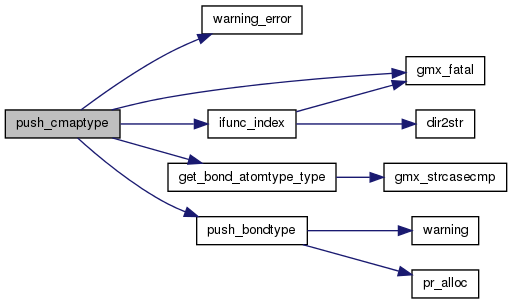 warning_error
gmx_fatal
push_cmaptype
ifunc_index
dir2str
get_bond_atomtype_type
gmx_strcasecmp
push_bondtype
warning
pr_alloc